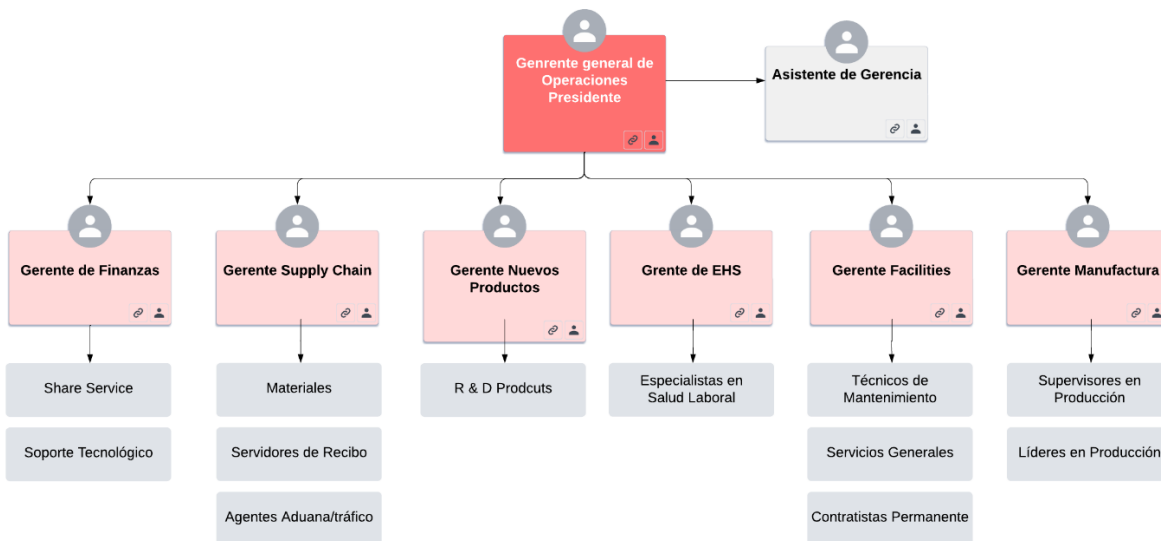 Genrente general de
Operaciones
Presidente
Asistente de Gerencia
Gerente de Finanzas
Gerente Supply Chain
Gerente Nuevos
Productos
Grente de EHS
Gerente Facilities
Gerente Manufactura
Share Service
Materiales
R & D Prodcuts
Especialistas en
Salud Laboral
Técnicos de
Mantenimiento
Supervisores en
Producción
Soporte Tecnológico
Servidores de Recibo
Servicios Generales
Líderes en Producción
Agentes Aduana/tráfico
Contratistas Permanente